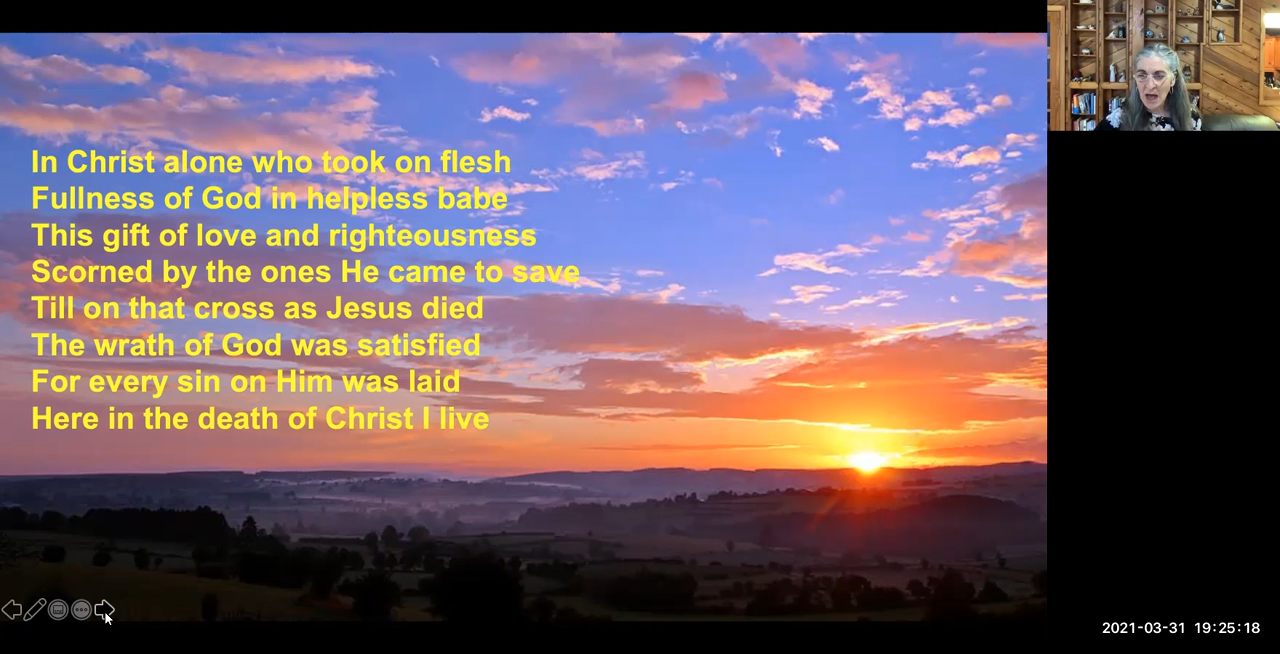 In Christ alone who took on flesh
Fullness of God in helpless babe
This gift of love and righteousness
Scorned by the ones He came to save
Till on that cross as Jesus died
The wrath of God was satisfied
For every sin on Him was laid
Here in the death of Christ I live
2021-03-31 19:25:18